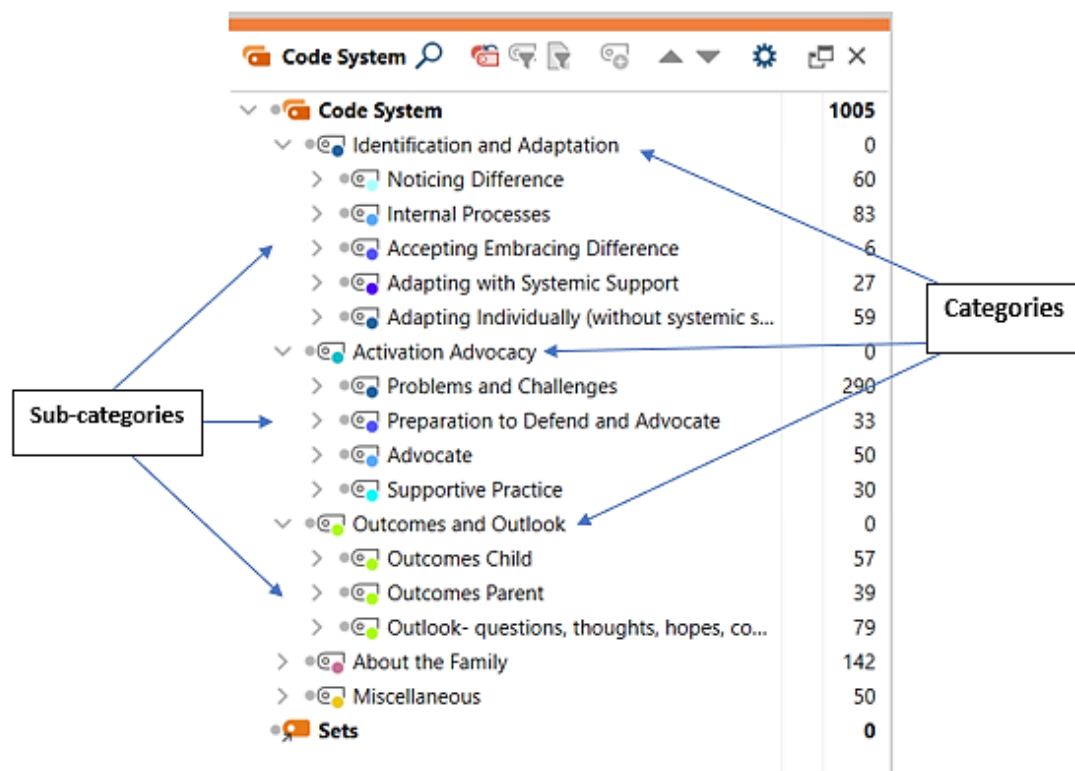 Code System
Code System 1005
Identification and Adaptation 0
Noticing Difference 60
Internal Processes 83
Accepting Embracing Difference 6
Adapting with Systemic Support 27
Adapting Individually (without systemic s... 59
Categories
Activation Advocacy 0
Problems and Challenges 290
Sub-categories
Preparation to Defend and Advocate 33
Advocate 50
Supportive Practice 30
Outcomes and Outlook 0
Outcomes Child 57
Outcomes Parent 39
Outlook- questions, thoughts, hopes, co... 79
About the Family 142
Miscellaneous 50
Sets 0